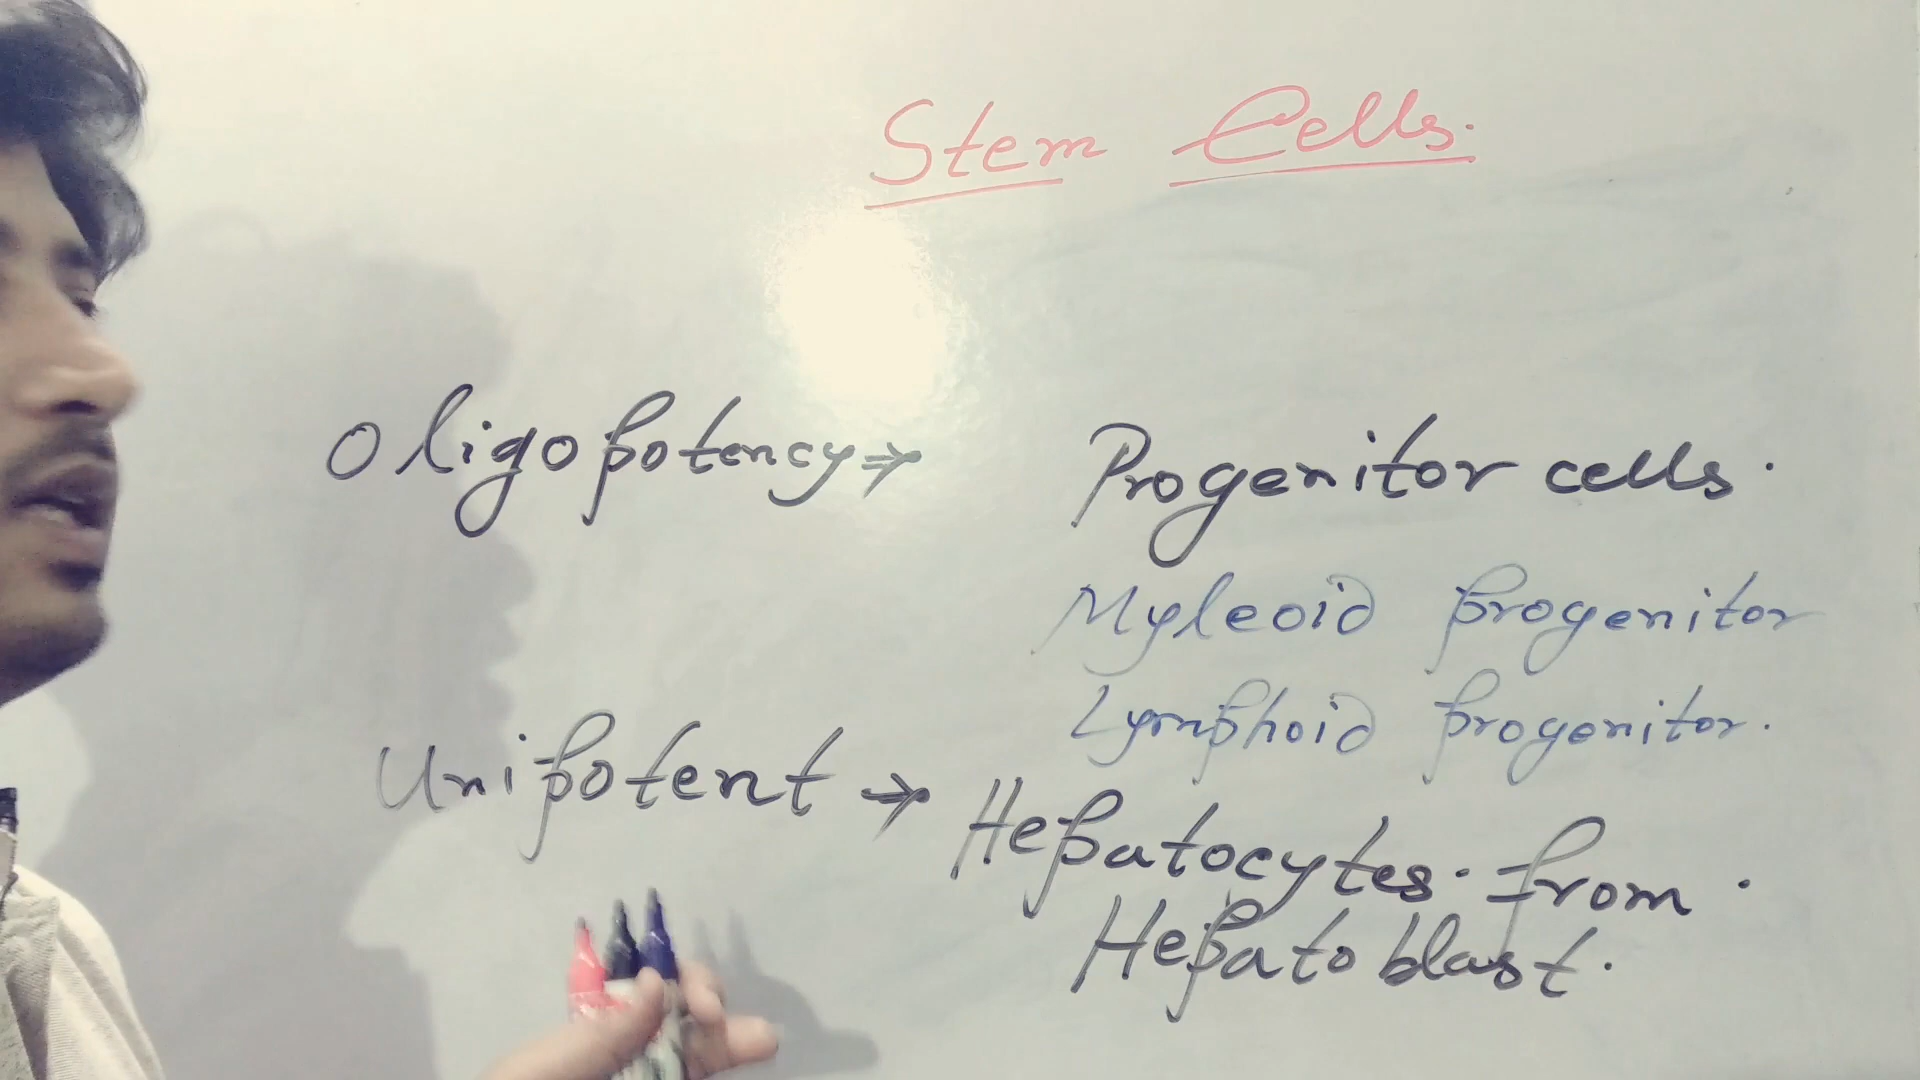 Stem Cells.
Oligopotency → Progenitor cells.
Myleoid progenitor
Lymphoid progenitor.
Unipotent → Hepatocytes. from.
Hepatoblast.